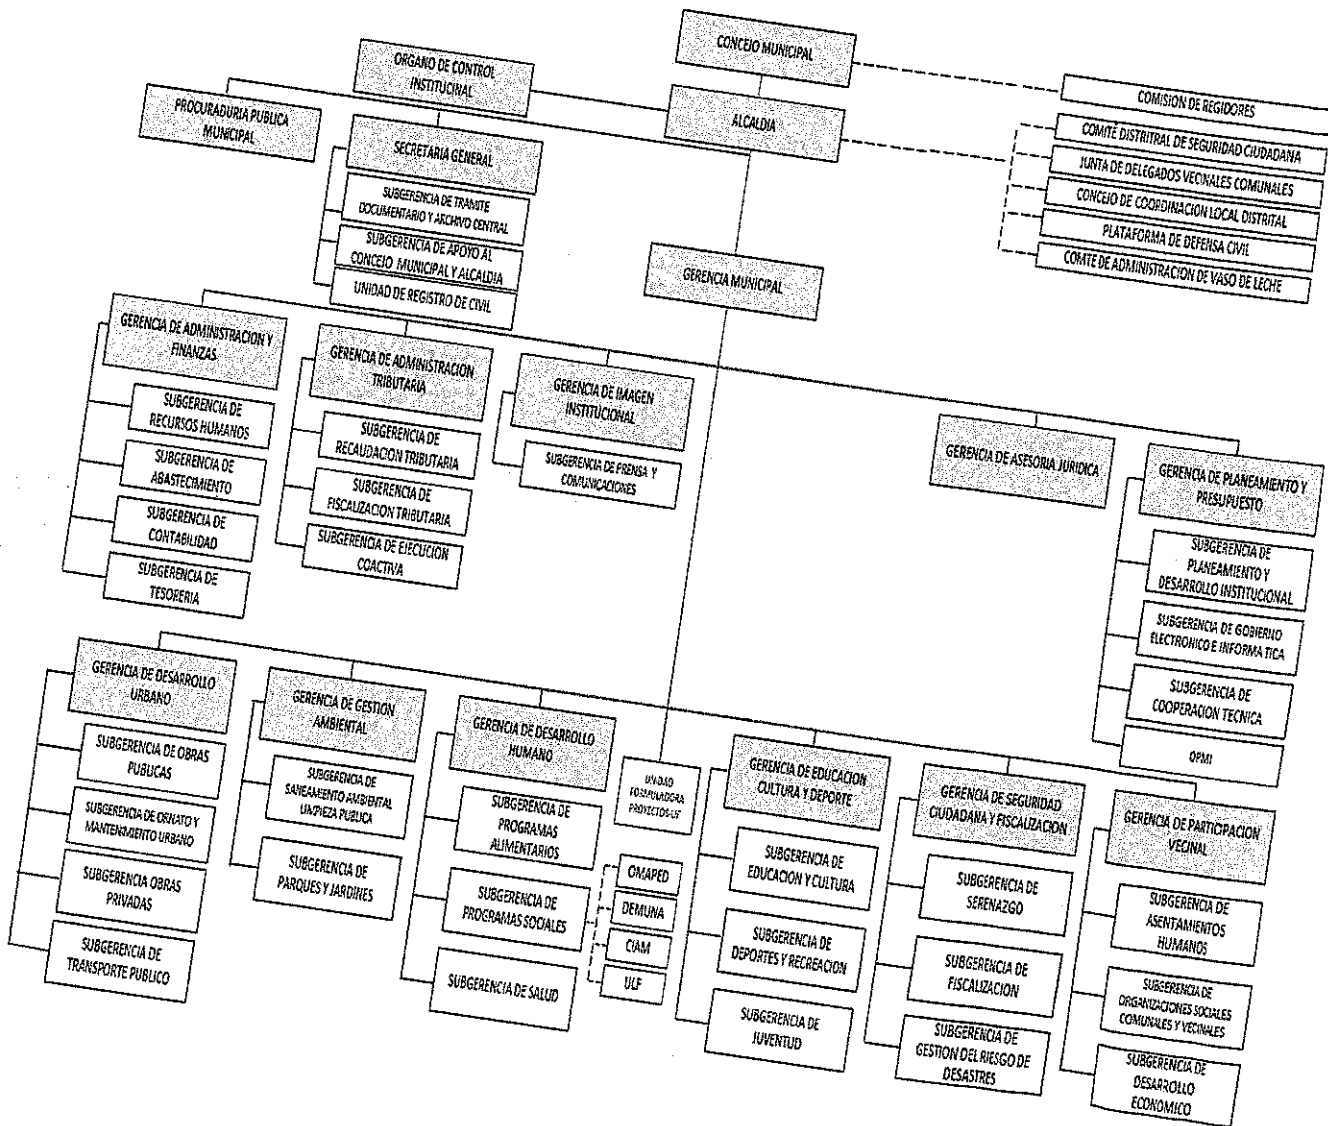 CONCEJO MUNICIPAL
ORGANO DE CONTROL
INSTITUCINAL
ALCALDIA
PROCURADURIA PUBLICA
MUNICIPAL
SECRETARIA GENERAL
SUBGERENCIA DE TRAMITE
DOCUMENTARIO Y ARCHIVO CENTRAL
SUBGERENCIA DE APOYO AL
CONCEJO MUNICIPAL Y ALCALDIA
UNIDAD DE REGISTRO DE CIVIL
COMISION DE REGIDORES
COMITÉ DISTRITRAL DE SEGURIDAD CIUDADANA
JUNTA DE DELEGADOS VECINALES COMUNALES
CONCEJO DE COORDINACION LOCAL DISTRITAL
PLATAFORMA DE DEFENSA CIVIL
COMTE DE ADMINISTRACION DE VASO DE LECHE
GERENCIA MUNICIPAL
GERENCIA DE ADMINISTRACION Y
FINANZAS
SUBGERENCIA DE
RECURSOS HUMANOS
SUBGERENCIA DE
ABASTECIMIENTO
SUBGERENCIA DE
CONTABILIDAD
SUBGERENCIA DE
TESORERIA
GERENCIA DE ADMINISTRACION
TRIBUTARIA
SUBGERENCIA DE
RECAUDACION TRIBUTARIA
SUBGERENCIA DE
FISCALIZACION TRIBUTARIA
SUBGERENCIA DE EJECUCION
COACTIVA
GERENCIA DE IMAGEN
INSTITUCIONAL
SUBGERENCIA DE PRENSA Y
COMUNICACIONES
GERENCIA DE ASESORIA JURIDICA
GERENCIA DE PLANEAMIENTO Y
PRESUPUESTO
SUBGERENCIA DE
PLANEAMIENTO Y
DESARROLLO INSTITUCIONAL
SUBGERENCIA DE GOBIERNO
ELECTRONICO E INFORMA TICA
SUBGERENCIA DE
COOPERACION TECNICA
OPMI
GERENCIA DE DESARROLLO
URBANO
SUBGERENCIA DE OBRAS
PUBLICAS
SUBGERENCIA DE ORNATO Y
MANTENIMIENTO URBANO
SUBGERENCIA OBRAS
PRIVADAS
SUBGERENCIA DE
TRANSPORTE PUBLICO
GERENCIA DE GESTION
AMBIENTAL
SUBGERENCIA DE
SANEAMIENTO AMBIENTAL
LIMPIEZA PUBLICA
SUBGERENCIA DE
PARQUES Y JARDINES
GERENCIA DE DESARROLLO
HUMANO
SUBGERENCIA DE
PROGRAMAS
ALIMENTARIOS
SUBGERENCIA DE
PROGRAMAS SOCIALES
SUBGERENCIA DE SALUD
UNIDAD
FORMULADORA
PROYECTOS-UF
OMAPED
DEMUNA
CIAM
ULF
GERENCIA DE EDUCACION
CULTURA Y DEPORTE
SUBGERENCIA DE
EDUCACION Y CULTURA
SUBGERENCIA DE
DEPORTES Y RECREACION
SUBGERENCIA DE
JUVENTUD
GERENCIA DE SEGURIDAD
CIUDADANA Y FISCALIZACION
SUBGERENCIA DE
SERENAZGO
SUBGERENCIA DE
FISCALIZACION
SUBGERENCIA DE
GESTION DEL RIESGO DE
DESASTRES
GERENCIA DE PARTICIPACION
VECINAL
SUBGERENCIA DE
ASENTAMIENTOS
HUMANOS
SUBGERENCIA DE
ORGANIZACIONES SOCIALES
COMUNALES Y VECINALES
SUBGERENCIA DE
DESARROLLO
ECONOMICO